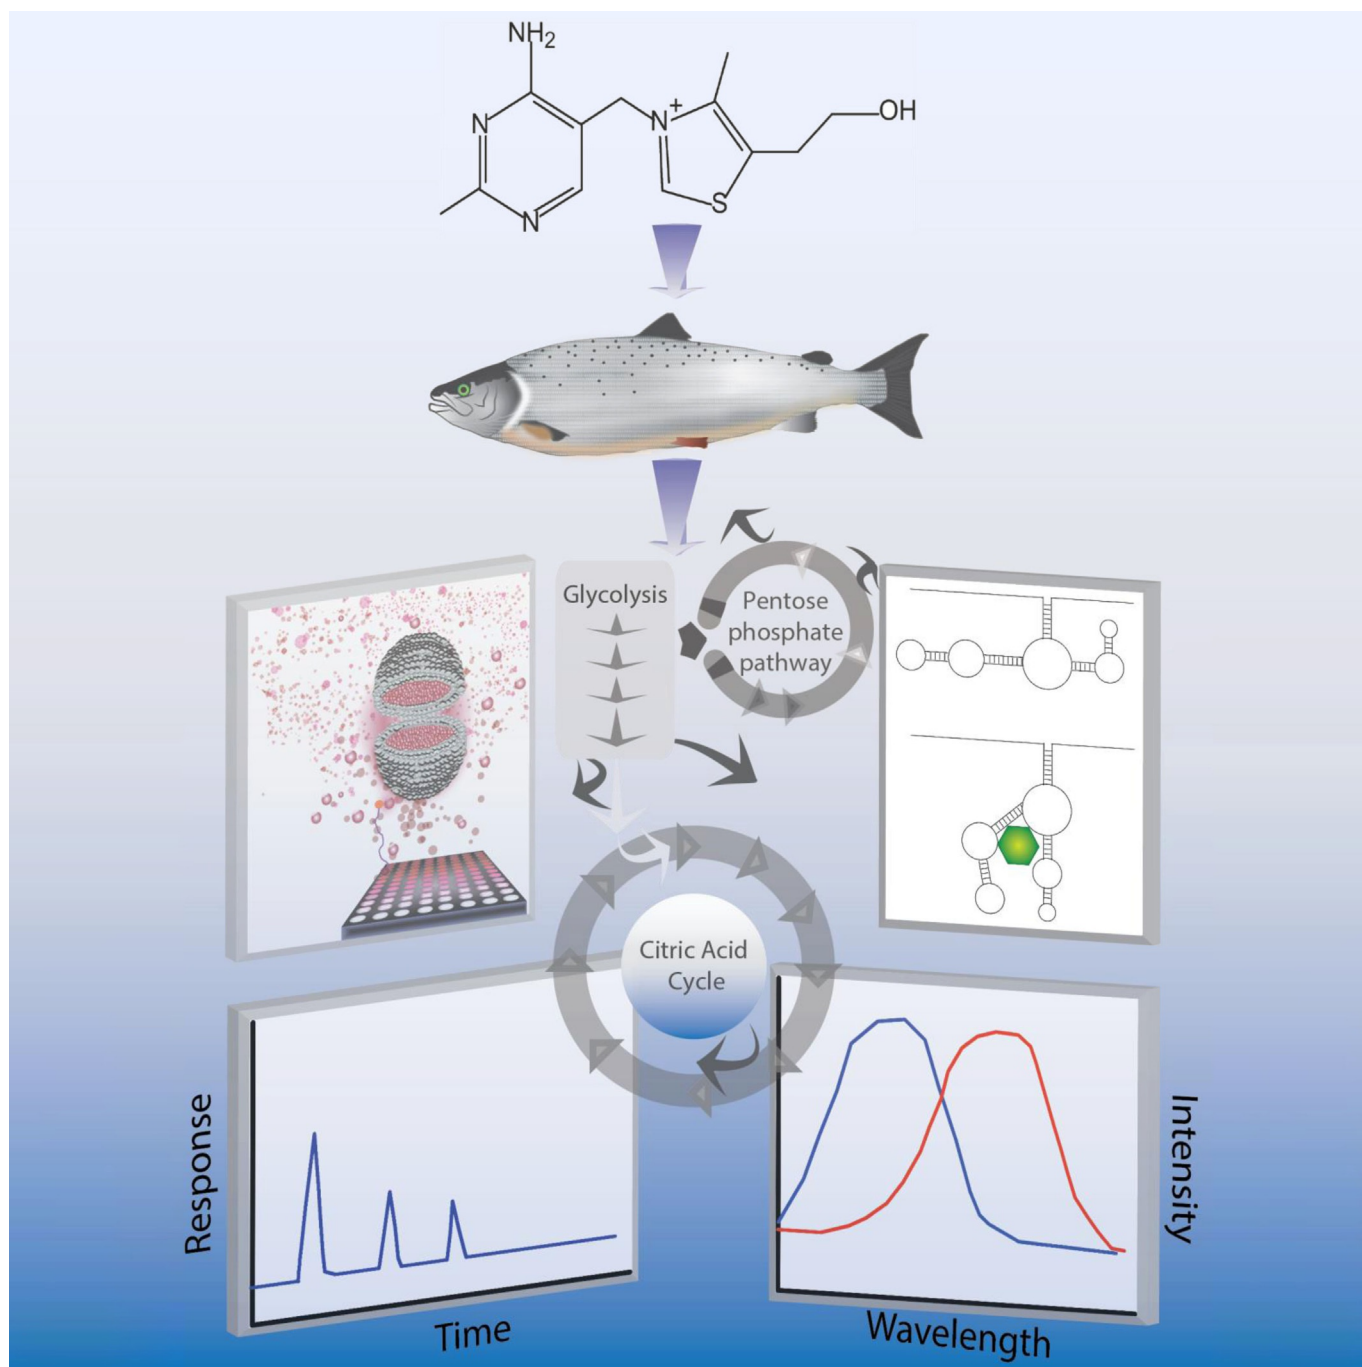 NH2
N
N
N+
S
OH
Glycolysis
Pentose
phosphate
pathway
Citric Acid
Cycle
Response
Time
Intensity
Wavelength